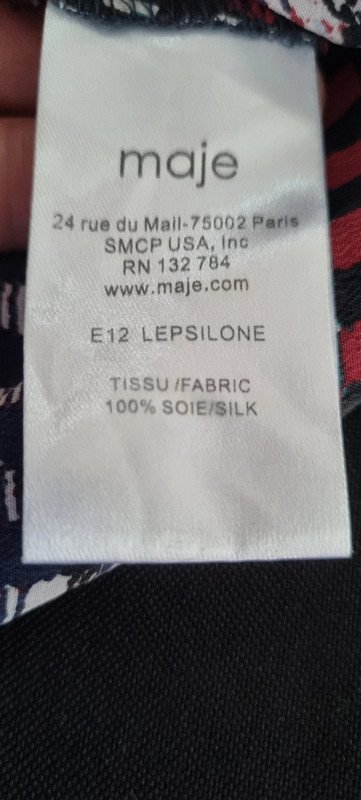 maje
24 rue du Mail-75002 Paris
SMCP USA, Inc
RN 132 784
www.maje.com
E12 LEPSILONE
TISSU/FABRIC
100% SOIE/SILK